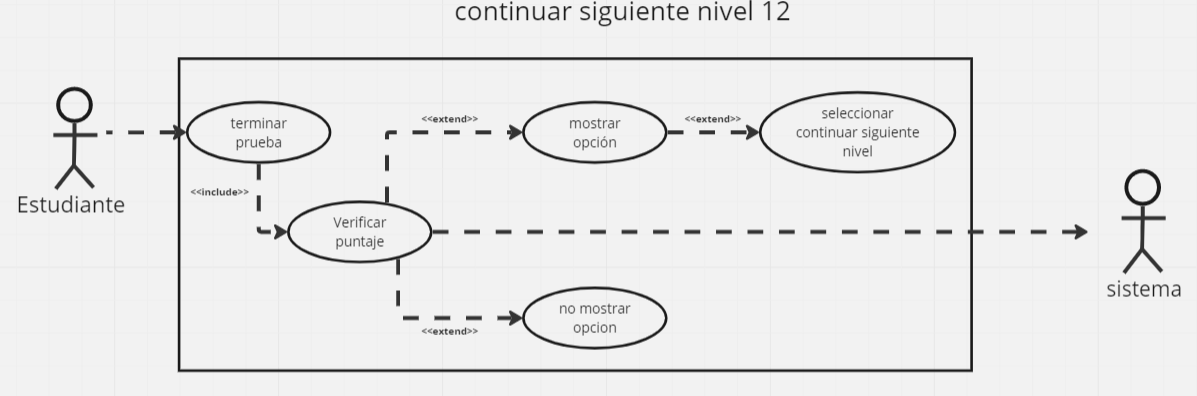 continuar siguiente nivel 12
Estudiante
terminar
prueba
<<include>>
Verificar
puntaje
<<extend>>
mostrar
opción
<<extend>>
seleccionar
continuar siguiente
nivel
<<extend>>
no mostrar
opcion
sistema